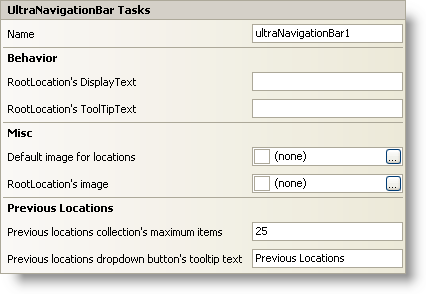 UltraNavigationBar Tasks
Name ultraNavigationBar1
Behavior
RootLocation's DisplayText
RootLocation's ToolTipText
Misc
Default image for locations (none) ...
RootLocation's image (none) ...
Previous Locations
Previous locations collection's maximum items 25
Previous locations dropdown button's tooltip text Previous Locations